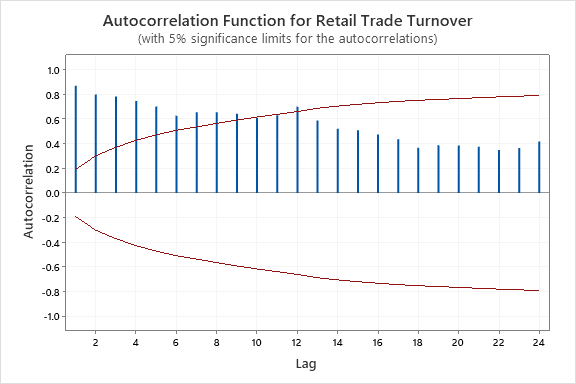 Autocorrelation Function for Retail Trade Turnover
(with 5% significance limits for the autocorrelations)
1.0
0.8
0.6
0.4
0.2
0.0
-0.2
-0.4
-0.6
-0.8
-1.0
Autocorrelation
2 4 6 8 10 12 14 16 18 20 22 24
Lag